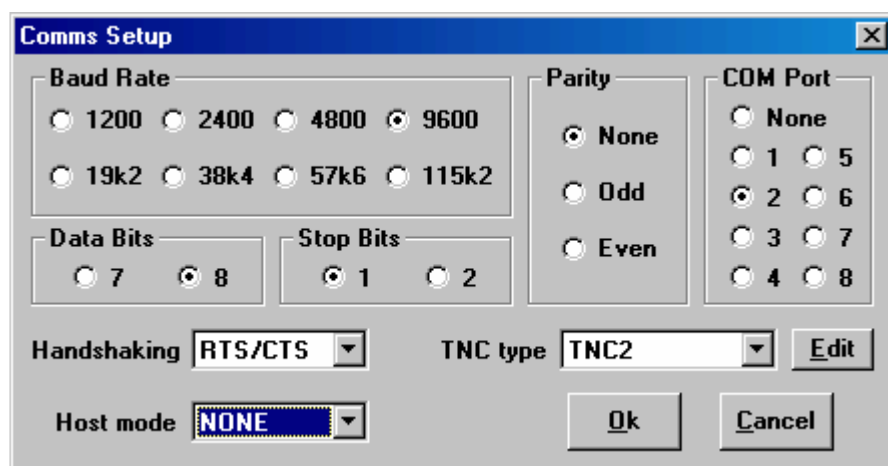 Comms Setup
Baud Rate
1200 2400 4800 9600
19k2 38k4 57k6 115k2
Parity
None
Odd
Even
COM Port
None
1 5
2 6
3 7
4 8
Data Bits
7 8
Stop Bits
1 2
Handshaking RTS/CTS
TNC type TNC2 Edit
Host mode NONE
Ok Cancel